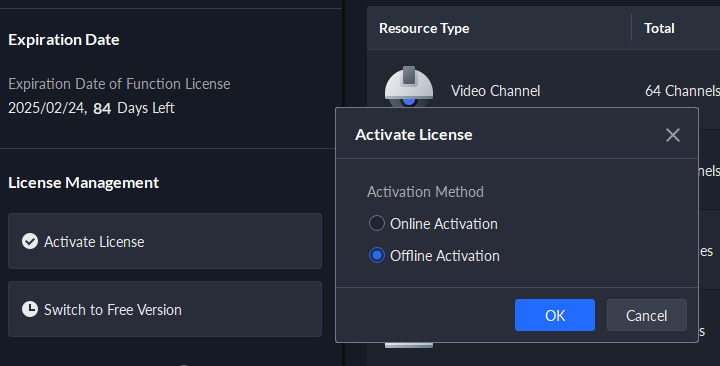 Expiration Date
Expiration Date of Function License
2025/02/24, 84 Days Left
License Management
Activate License
Switch to Free Version
Resource Type Total
Video Channel 64 Channels
Activate License
Activation Method
Online Activation
Offline Activation
OK Cancel